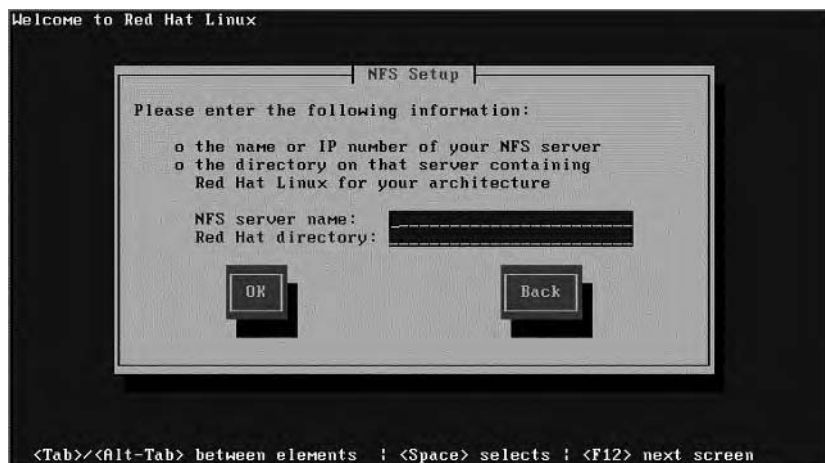 Welcome to Red Hat Linux
NFS Setup
Please enter the following information:
o the name or IP number of your NFS server
o the directory on that server containing
Red Hat Linux for your architecture
NFS server name:
Red Hat directory:
OK Back
<Tab>/<Alt-Tab> between elements | <Space> selects | <F12> next screen